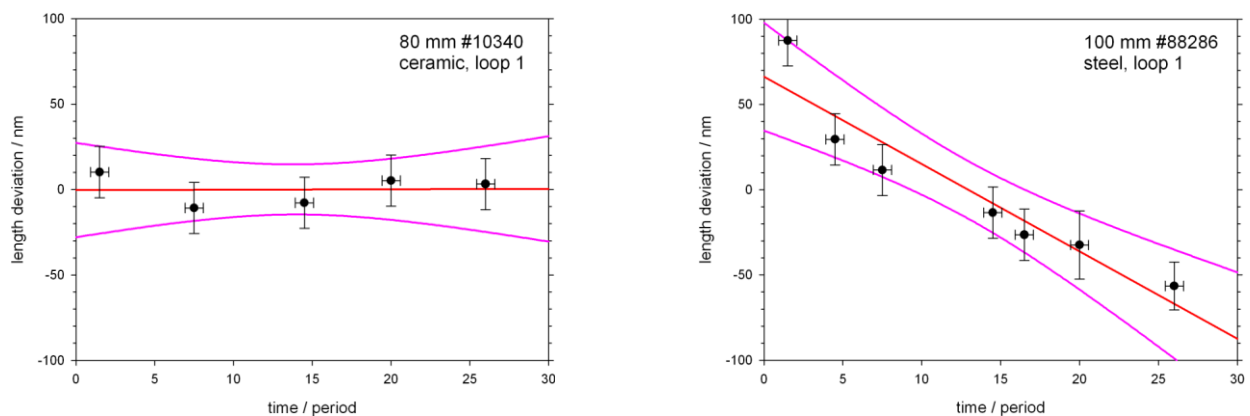 100
50
0
-50
-100
length deviation / nm
80 mm #10340
ceramic, loop 1
0 5 10 15 20 25 30
time / period
100
50
0
-50
-100
length deviation / nm
100 mm #88286
steel, loop 1
0 5 10 15 20 25 30
time / period